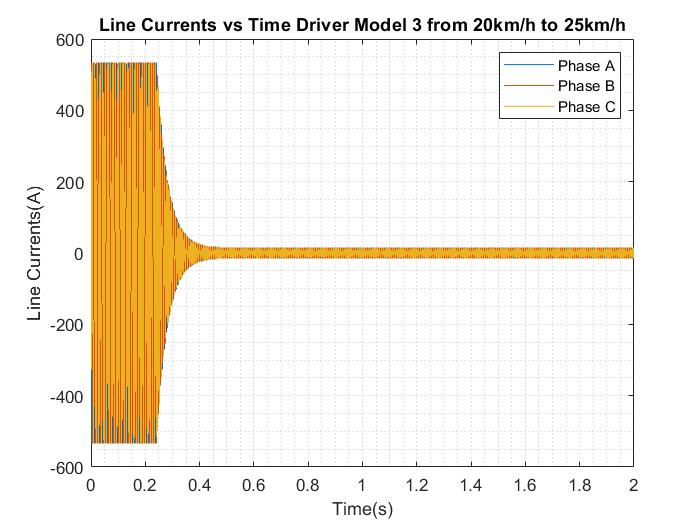 Line Currents vs Time Driver Model 3 from 20km/h to 25km/h
600
400
200
0
-200
-400
-600
Line Currents(A)
Phase A
Phase B
Phase C
0 0.2 0.4 0.6 0.8 1 1.2 1.4 1.6 1.8 2
Time(s)